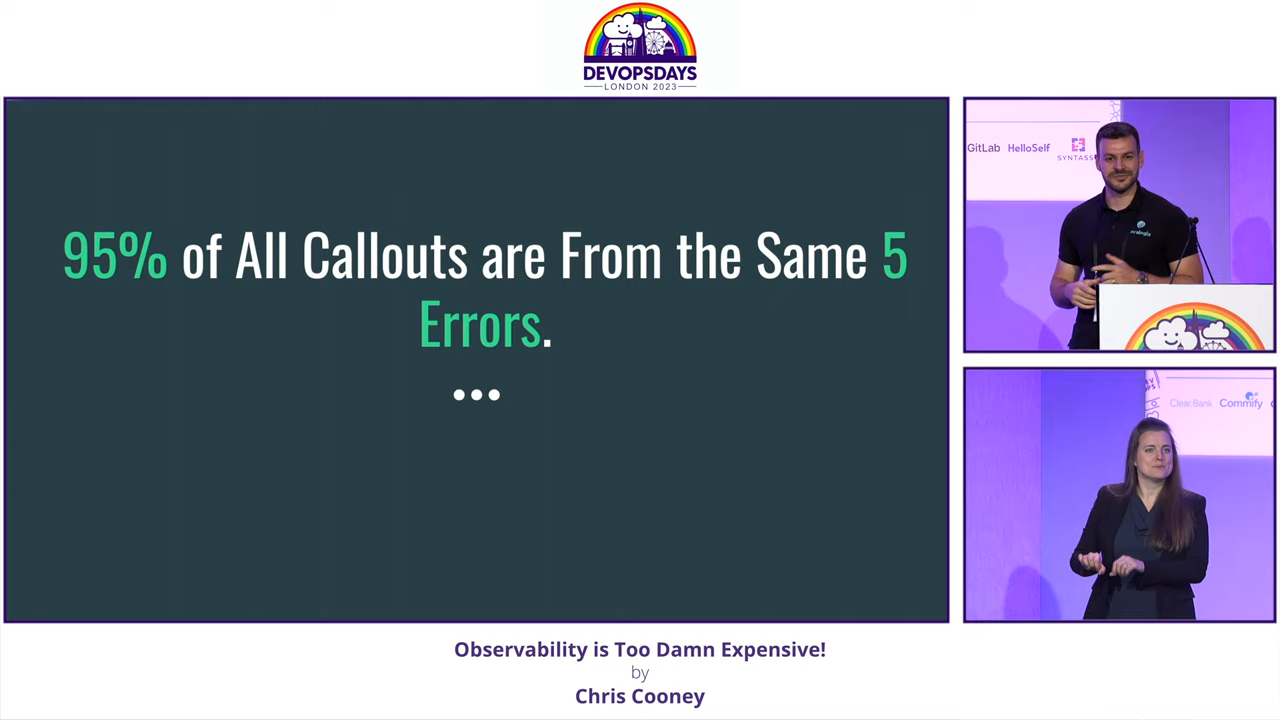 DEVOPSDAYS
LONDON 2023
95% of All Callouts are From the Same 5
Errors.
GitLab HelloSelf
SYNTASS
Clear.Bank Commify
Observability is Too Damn Expensive!
by
Chris Cooney